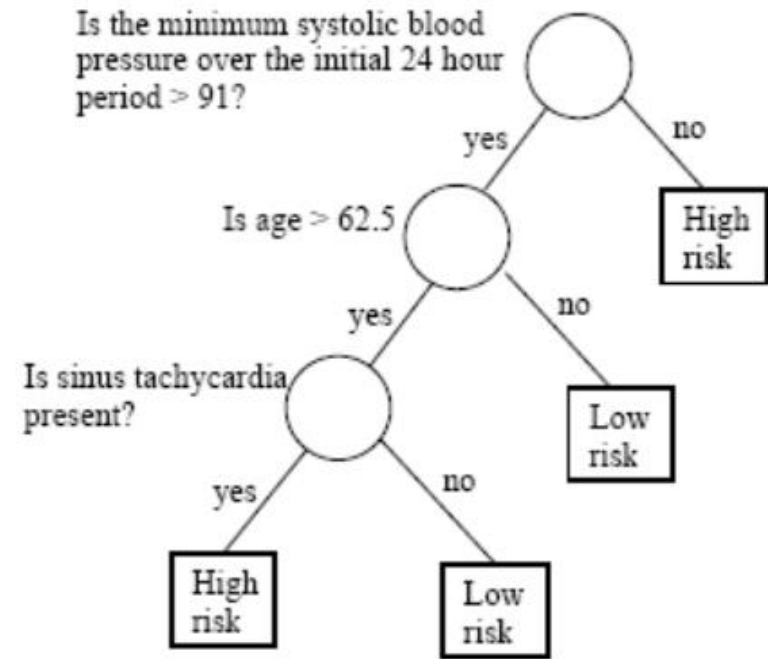 Is the minimum systolic blood
pressure over the initial 24 hour
period > 91?
yes
no
Is age > 62.5
High
risk
yes
no
Is sinus tachycardia
present?
Low
risk
yes
no
High
risk
Low
risk